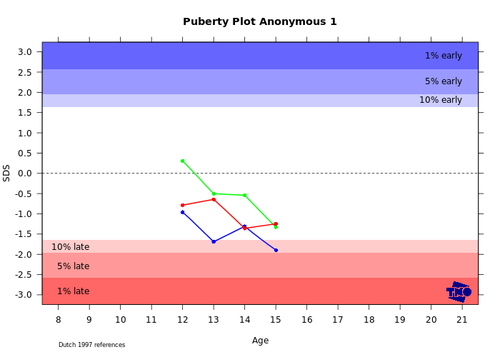 Puberty Plot Anonymous 1
3.0
1% early
2.5
5% early
2.0
10% early
1.5
1.0
0.5
SDS
0.0
-0.5
-1.0
-1.5
10% late
-2.0
5% late
-2.5
1% late
-3.0
TNO
8 9 10 11 12 13 14 15 16 17 18 19 20 21
Age
Dutch 1997 references